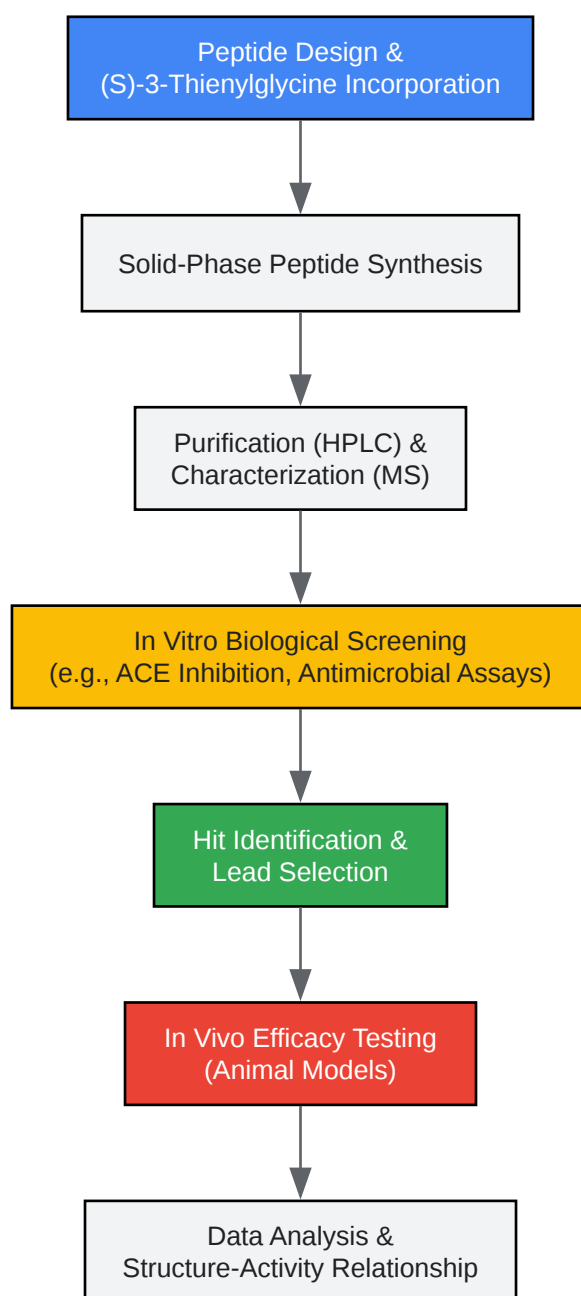 Peptide Design &
(S)-3-Thienylglycine Incorporation
Solid-Phase Peptide Synthesis
Purification (HPLC) &
Characterization (MS)
In Vitro Biological Screening
(e.g., ACE Inhibition, Antimicrobial Assays)
Hit Identification &
Lead Selection
In Vivo Efficacy Testing
(Animal Models)
Data Analysis &
Structure-Activity Relationship